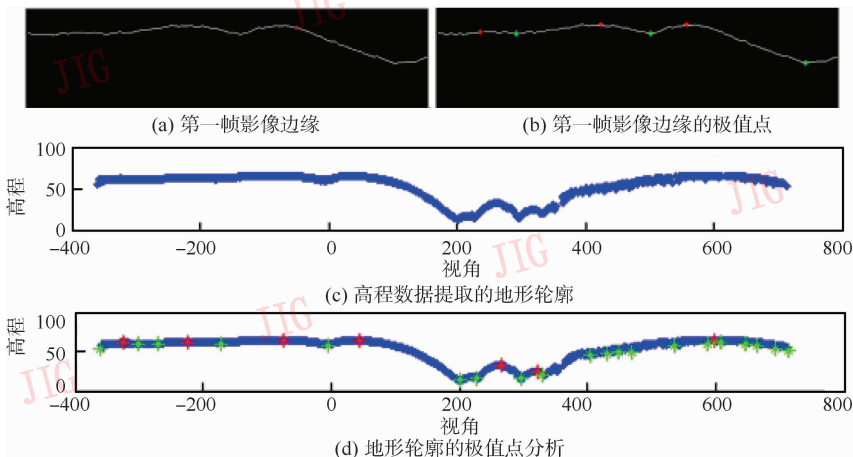 JIG
JIG
(a) 第一帧影像边缘
(b) 第一帧影像边缘的极值点
高程
100
50
0
-400
-200
0
200
400
600
800
视角
JIG
JIG
(c) 高程数据提取的地形轮廓
高程
100
50
0
-400
-200
0
200
400
600
800
视角
JIG
JIG
(d) 地形轮廓的极值点分析